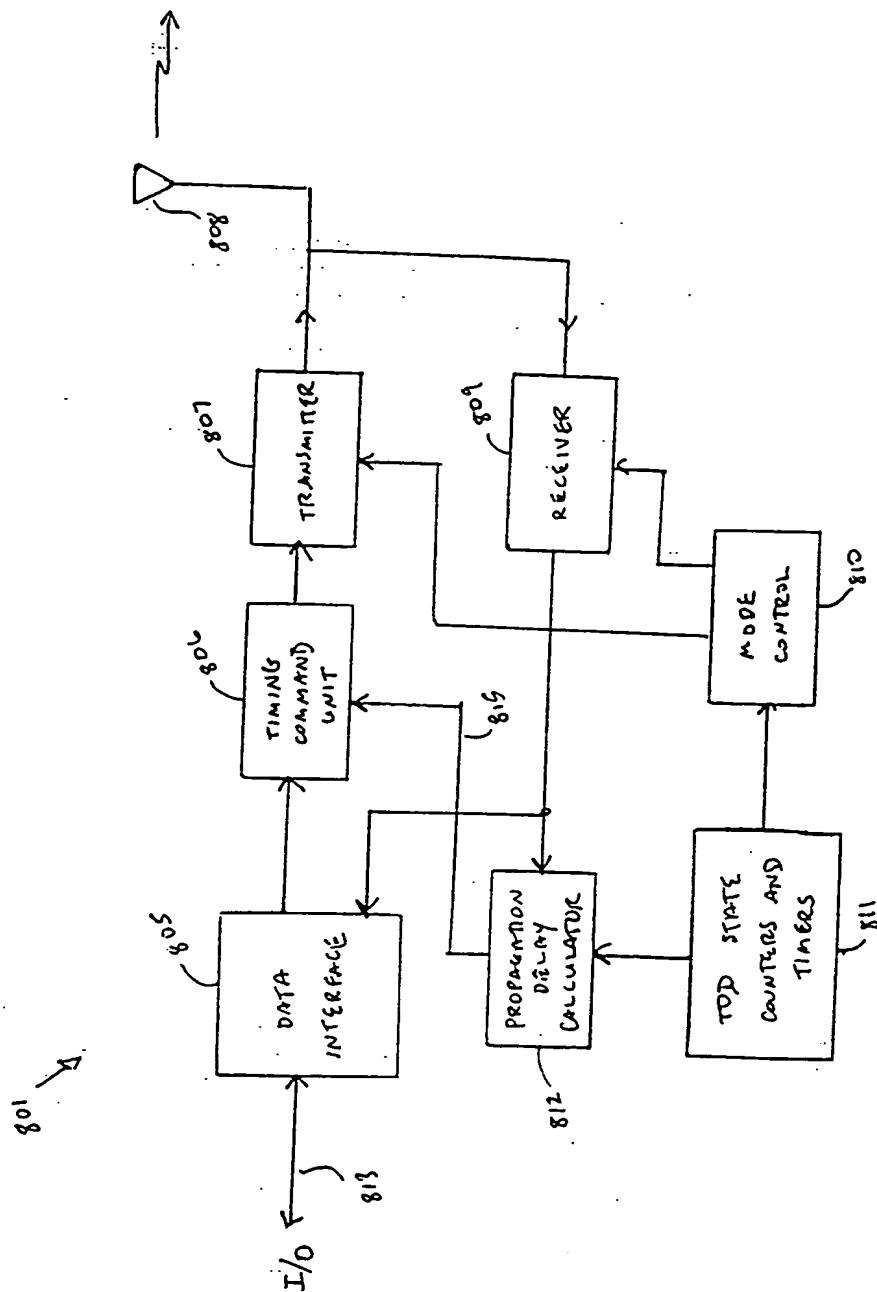 801
I/O
813
805
DATA
INTERFACE
806
TIMING
COMMAND
UNIT
807
TRANSMITTER
808
815
812
PROPAGATION
DELAY
CALCULATOR
809
RECEIVER
TDD STATE
COUNTERS AND
TIMERS
811
MODE
CONTROL
810